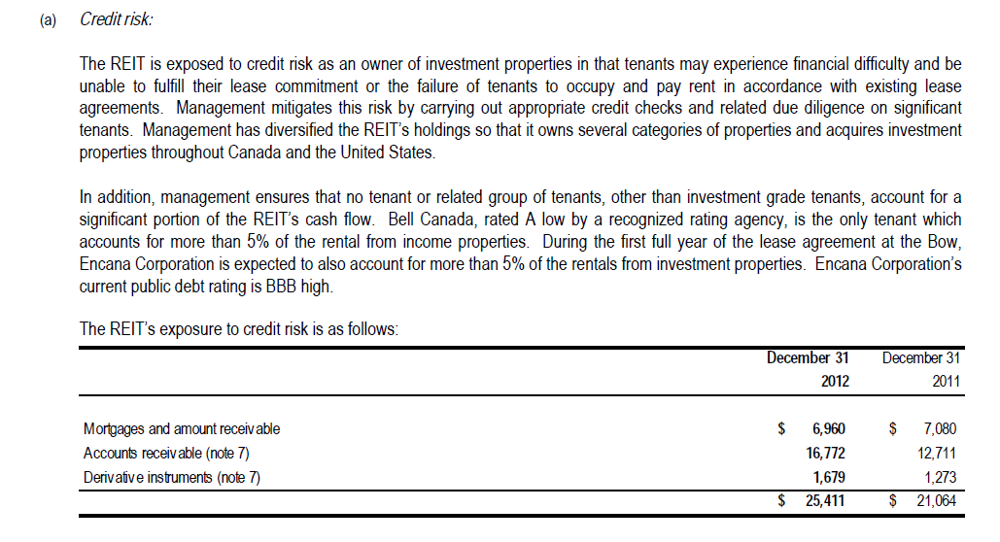 (a) Credit risk:
The REIT is exposed to credit risk as an owner of investment properties in that tenants may experience financial difficulty and be
unable to fulfill their lease commitment or the failure of tenants to occupy and pay rent in accordance with existing lease
agreements. Management mitigates this risk by carrying out appropriate credit checks and related due diligence on significant
tenants. Management has diversified the REIT's holdings so that it owns several categories of properties and acquires investment
properties throughout Canada and the United States.
In addition, management ensures that no tenant or related group of tenants, other than investment grade tenants, account for a
significant portion of the REIT's cash flow. Bell Canada, rated A low by a recognized rating agency, is the only tenant which
accounts for more than 5% of the rental from income properties. During the first full year of the lease agreement at the Bow,
Encana Corporation is expected to also account for more than 5% of the rentals from investment properties. Encana Corporation's
current public debt rating is BBB high.
The REIT's exposure to credit risk is as follows:
December 31 December 31
2012 2011
Mortgages and amount receivable $ 6,960 $ 7,080
Accounts receivable (note 7) 16,772 12,711
Derivative instruments (note 7) 1,679 1,273
$ 25,411 $ 21,064